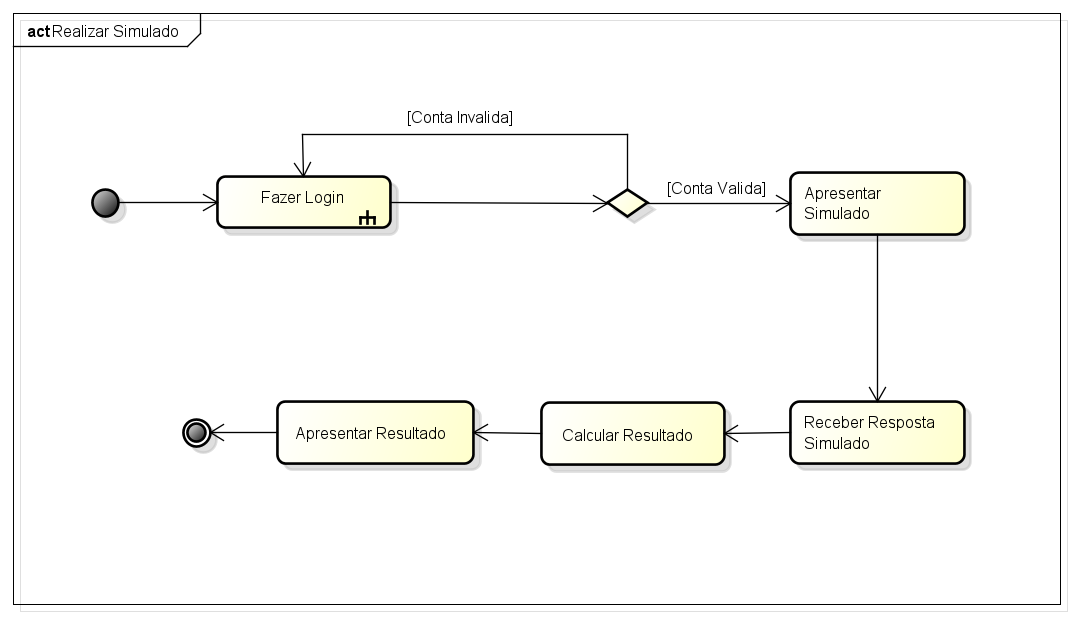 act Realizar Simulado
[Conta Invalida]
Fazer Login
[Conta Valida]
Apresentar
Simulado
Apresentar Resultado
Calcular Resultado
Receber Resposta
Simulado